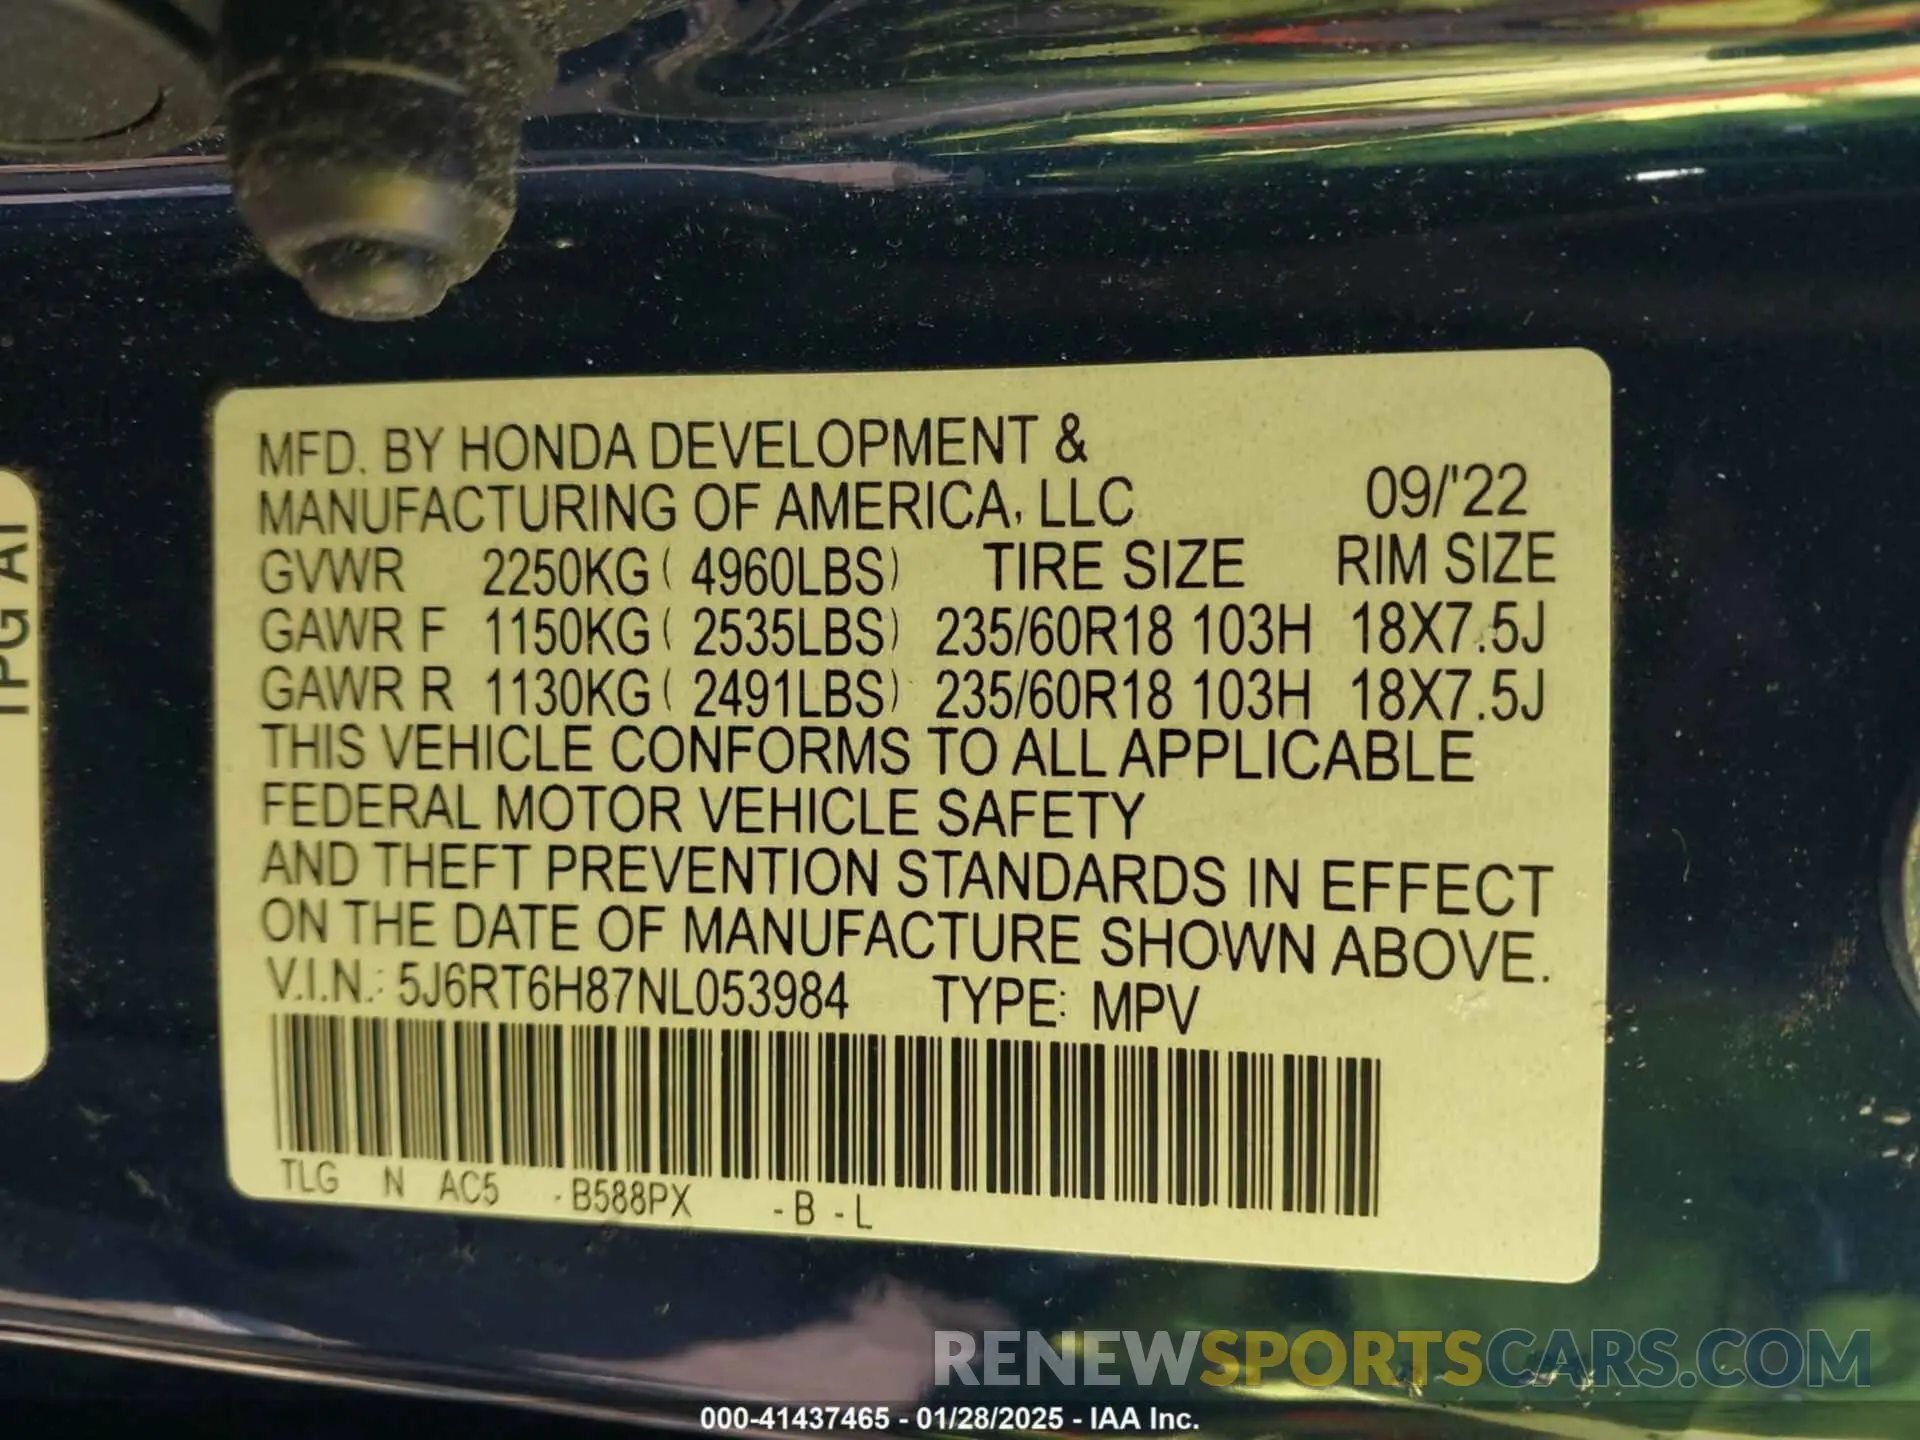 MFD. BY HONDA DEVELOPMENT &
MANUFACTURING OF AMERICA, LLC 09/'22
GVWR 2250KG ( 4960LBS) TIRE SIZE RIM SIZE
GAWR F 1150KG ( 2535LBS) 235/60R18 103H 18X7.5J
GAWR R 1130KG ( 2491LBS) 235/60R18 103H 18X7.5J
THIS VEHICLE CONFORMS TO ALL APPLICABLE
FEDERAL MOTOR VEHICLE SAFETY
AND THEFT PREVENTION STANDARDS IN EFFECT
ON THE DATE OF MANUFACTURE SHOWN ABOVE.
V.I.N.: 5J6RT6H87NL053984 TYPE: MPV
TLG N AC5 -B588PX -B -L
RENEWSPORTSCARS.COM
000-41437465 - 01/28/2025 - IAA Inc.